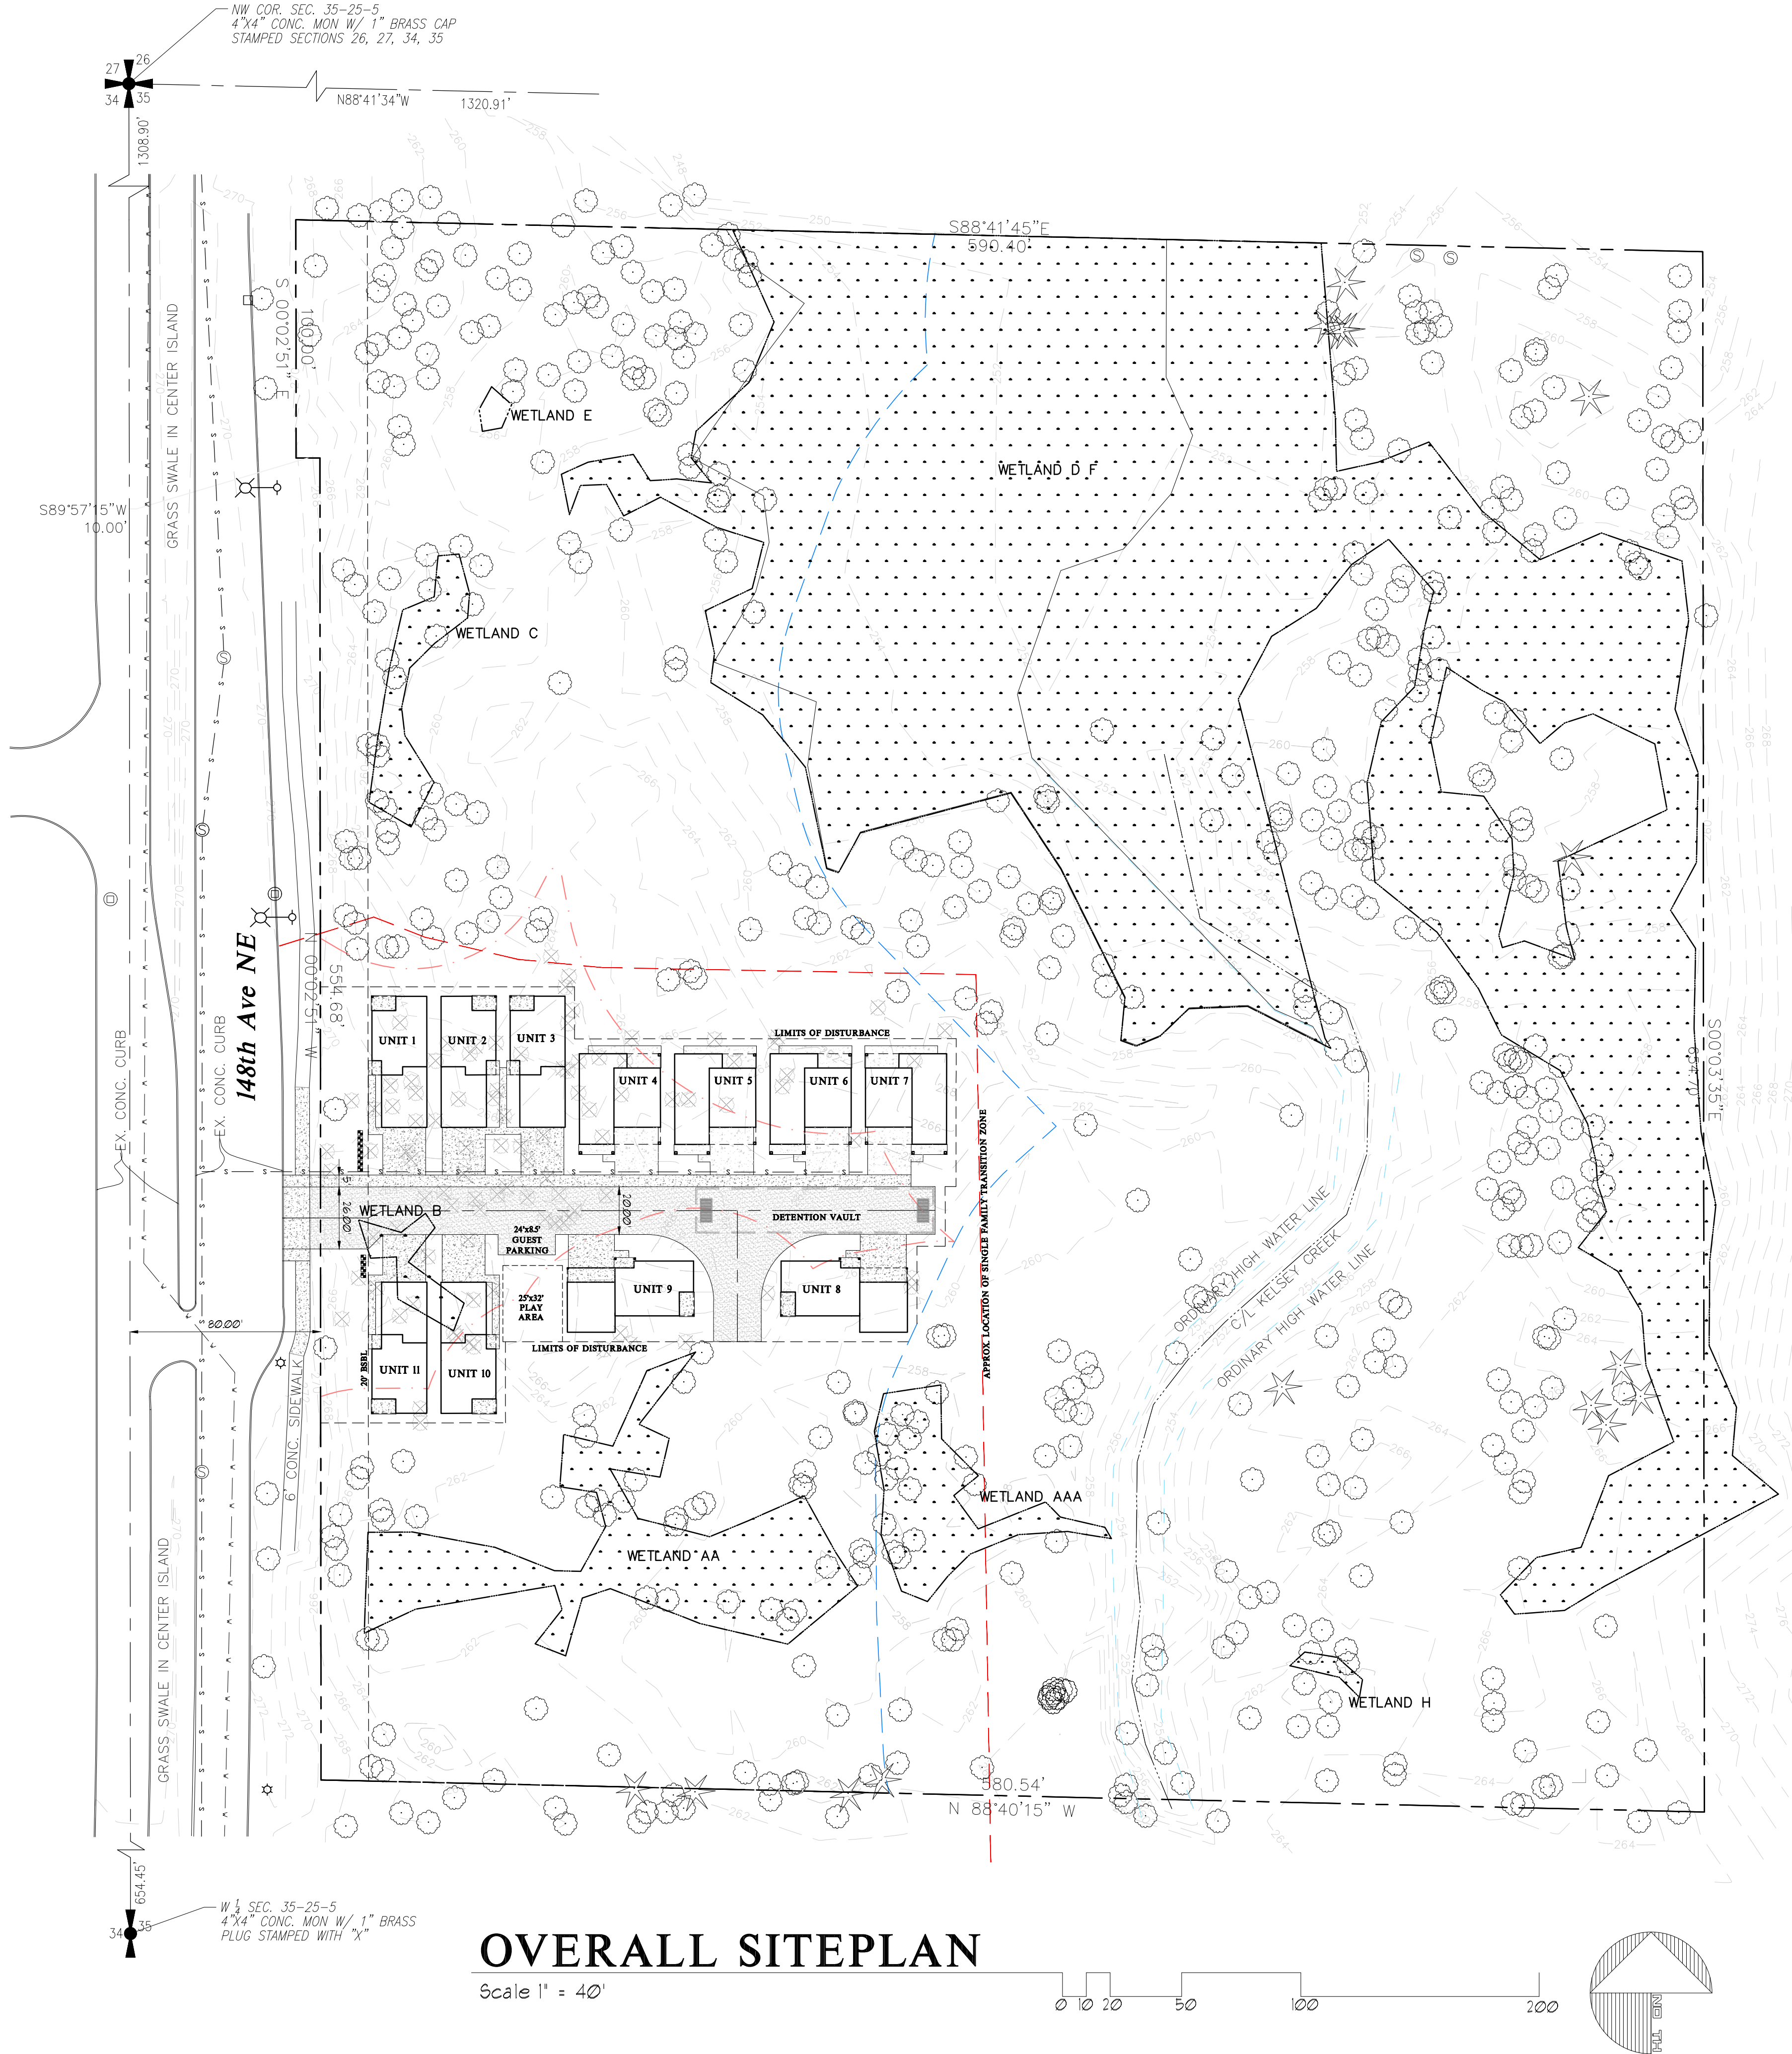 NW COR. SEC. 35-25-5
4"X4" CONC. MON W/ 1" BRASS CAP
STAMPED SECTIONS 26, 27, 34, 35
27 26
34 35
N88°41'34"W 1320.91'
1308.90'
S88°41'45"E
590.40'
S 00°02'51" E
100.00'
GRASS SWALE IN CENTER ISLAND
S89°57'15"W
10.00'
WETLAND E
WETLAND D F
WETLAND C
EX. CONC. CURB
EX. CONC. CURB
148th Ave NE
N 00°02'51" W
554.68'
S00°03'35"E
654.70'
LIMITS OF DISTURBANCE
UNIT 1
UNIT 2
UNIT 3
UNIT 4
UNIT 5
UNIT 6
UNIT 7
APPROX. LOCATION OF SINGLE FAMILY TRANSITION ZONE
5'
26.00'
20.00'
WETLAND B
24'x8.5'
GUEST
PARKING
DETENTION VAULT
25'x32'
PLAY
AREA
UNIT 9
UNIT 8
LIMITS OF DISTURBANCE
UNIT 11
UNIT 10
20' BSBL
80.00'
6' CONC. SIDEWALK
ORDINARY HIGH WATER LINE
C/L KELSEY CREEK
ORDINARY HIGH WATER LINE
WETLAND AAA
WETLAND AA
WETLAND H
GRASS SWALE IN CENTER ISLAND
580.54'
N 88°40'15" W
654.45'
34 35
W 1/4 SEC. 35-25-5
4"X4" CONC. MON W/ 1" BRASS
PLUG STAMPED WITH "X"
OVERALL SITEPLAN
Scale 1" = 40'
0 10 20 50 100 200
NO TH